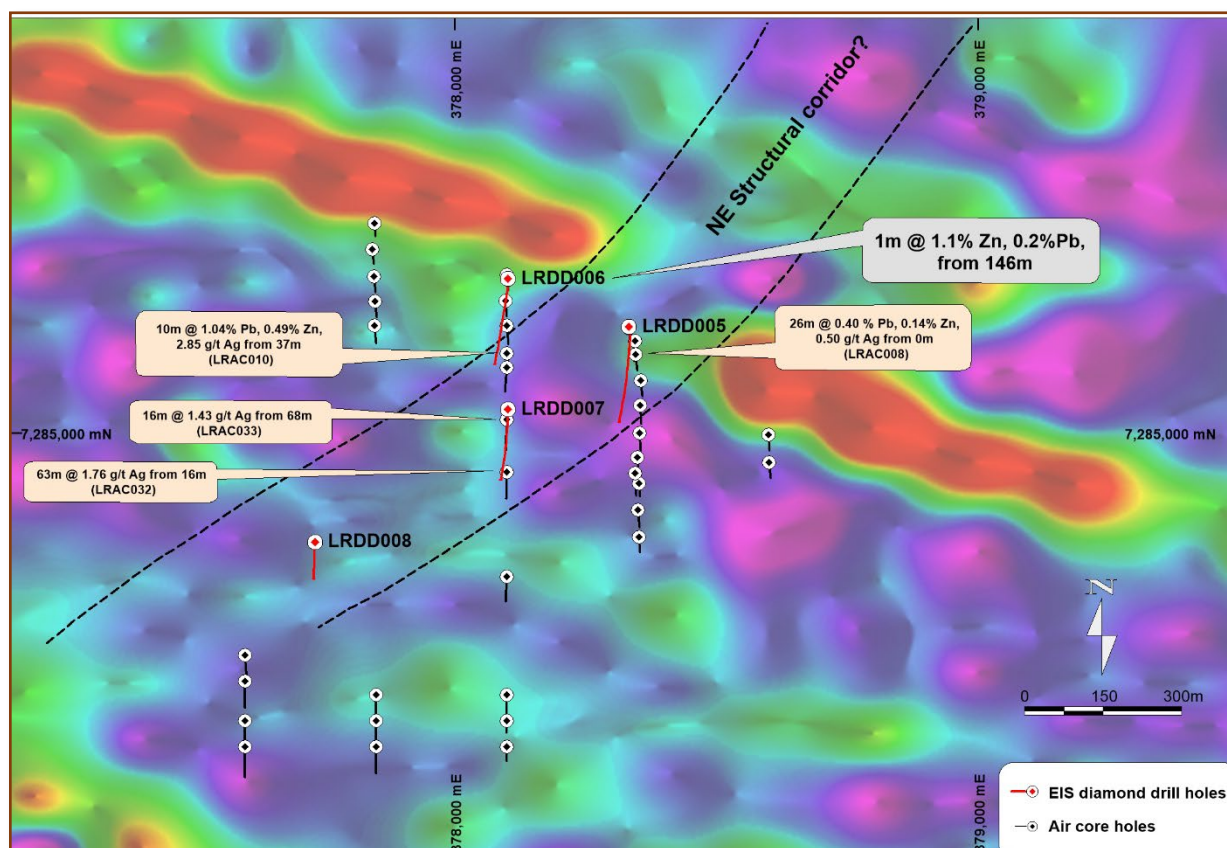 378,000 mE
379,000 mE
NE Structural corridor?
1m @ 1.1% Zn, 0.2%Pb,
from 146m
LRDD006
LRDD005
10m @ 1.04% Pb, 0.49% Zn,
2.85 g/t Ag from 37m
(LRAC010)
26m @ 0.40 % Pb, 0.14% Zn,
0.50 g/t Ag from 0m
(LRAC008)
LRDD007
16m @ 1.43 g/t Ag from 68m
(LRAC033)
7,285,000 mN
7,285,000 mN
63m @ 1.76 g/t Ag from 16m
(LRAC032)
LRDD008
N
0 150 300m
378,000 mE
379,000 mE
EIS diamond drill holes
Air core holes